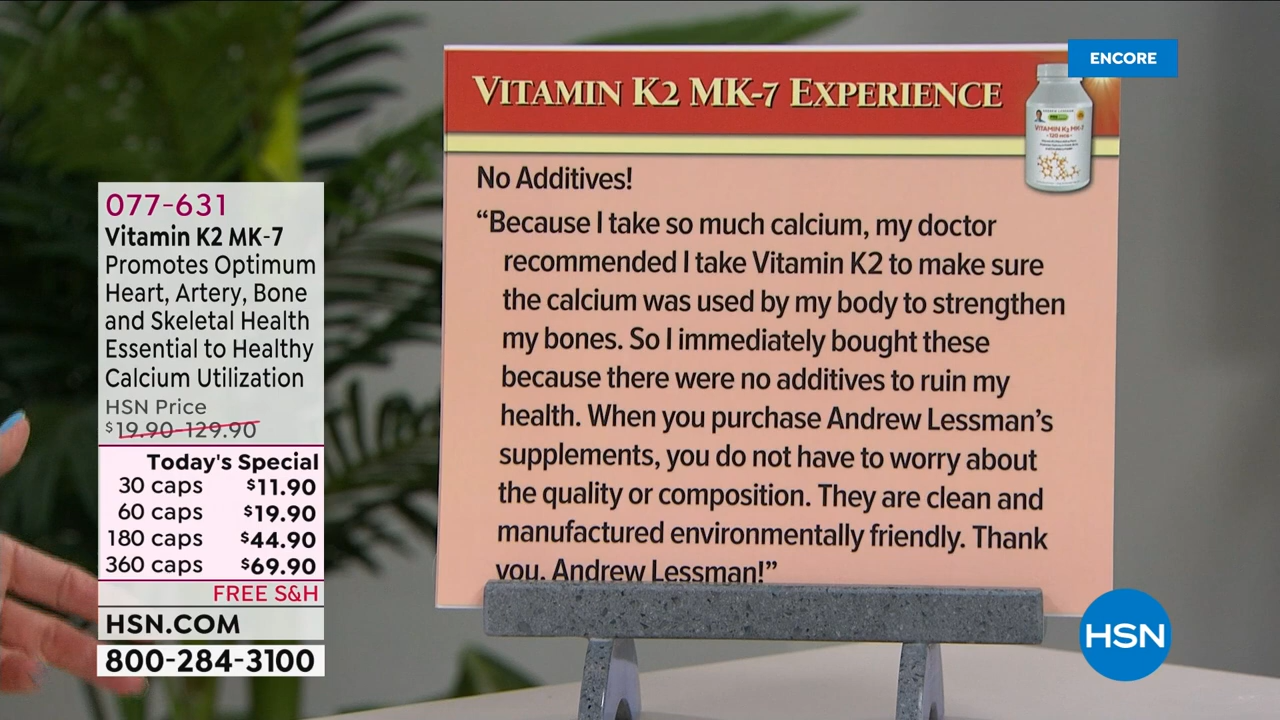 ENCORE
VITAMIN K2 MK-7 EXPERIENCE
VITAMIN K2 MK-7
No Additives!
“Because I take so much calcium, my doctor
recommended I take Vitamin K2 to make sure
the calcium was used by my body to strengthen
my bones. So I immediately bought these
because there were no additives to ruin my
health. When you purchase Andrew Lessman’s
supplements, you do not have to worry about
the quality or composition. They are clean and
manufactured environmentally friendly. Thank
you, Andrew Lessman!”
077-631
Vitamin K2 MK-7
Promotes Optimum
Heart, Artery, Bone
and Skeletal Health
Essential to Healthy
Calcium Utilization
HSN Price
$19.90-129.90
Today's Special
30 caps $11.90
60 caps $19.90
180 caps $44.90
360 caps $69.90
FREE S&H
HSN.COM
800-284-3100
HSN